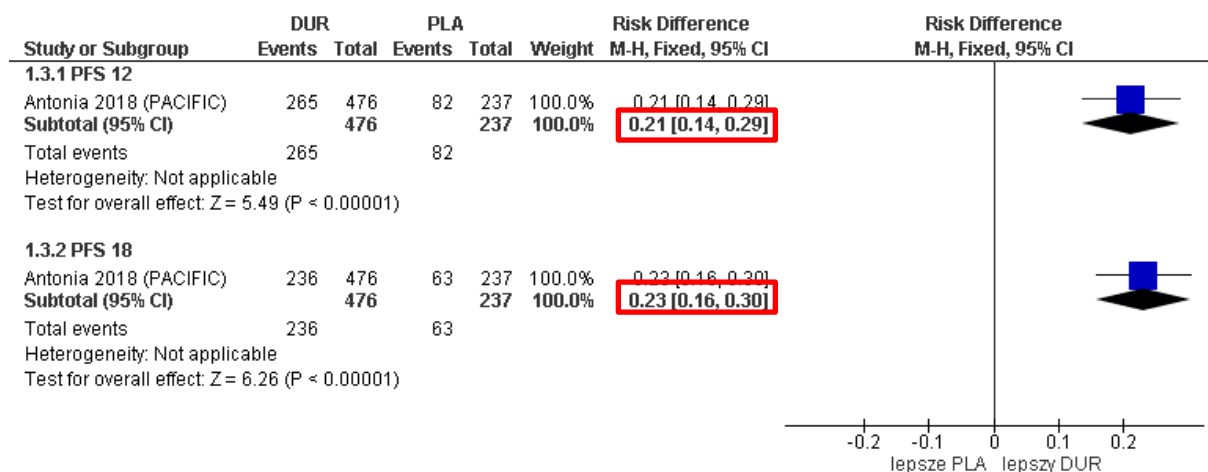 DUR PLA Risk Difference Risk Difference
Study or Subgroup Events Total Events Total Weight M-H, Fixed, 95% CI M-H, Fixed, 95% CI
1.3.1 PFS 12
Antonia 2018 (PACIFIC) 265 476 82 237 100.0% 0.21 [0.14, 0.29]
Subtotal (95% CI) 476 237 100.0% 0.21 [0.14, 0.29]
Total events 265 82
Heterogeneity: Not applicable
Test for overall effect: Z = 5.49 (P < 0.00001)
1.3.2 PFS 18
Antonia 2018 (PACIFIC) 236 476 63 237 100.0% 0.23 [0.16, 0.30]
Subtotal (95% CI) 476 237 100.0% 0.23 [0.16, 0.30]
Total events 236 63
Heterogeneity: Not applicable
Test for overall effect: Z = 6.26 (P < 0.00001)
-0.2 -0.1 0 0.1 0.2
lepsze PLA lepszy DUR